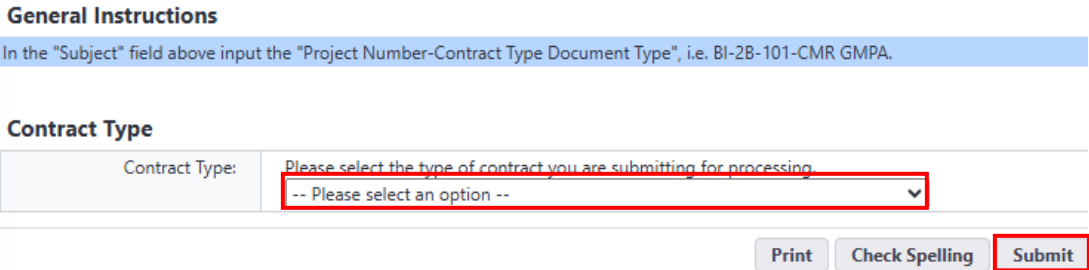 General Instructions
In the "Subject" field above input the "Project Number-Contract Type Document Type", i.e. BI-2B-101-CMR GMPA.
Contract Type
Contract Type: Please select the type of contract you are submitting for processing.
-- Please select an option --
Print Check Spelling Submit